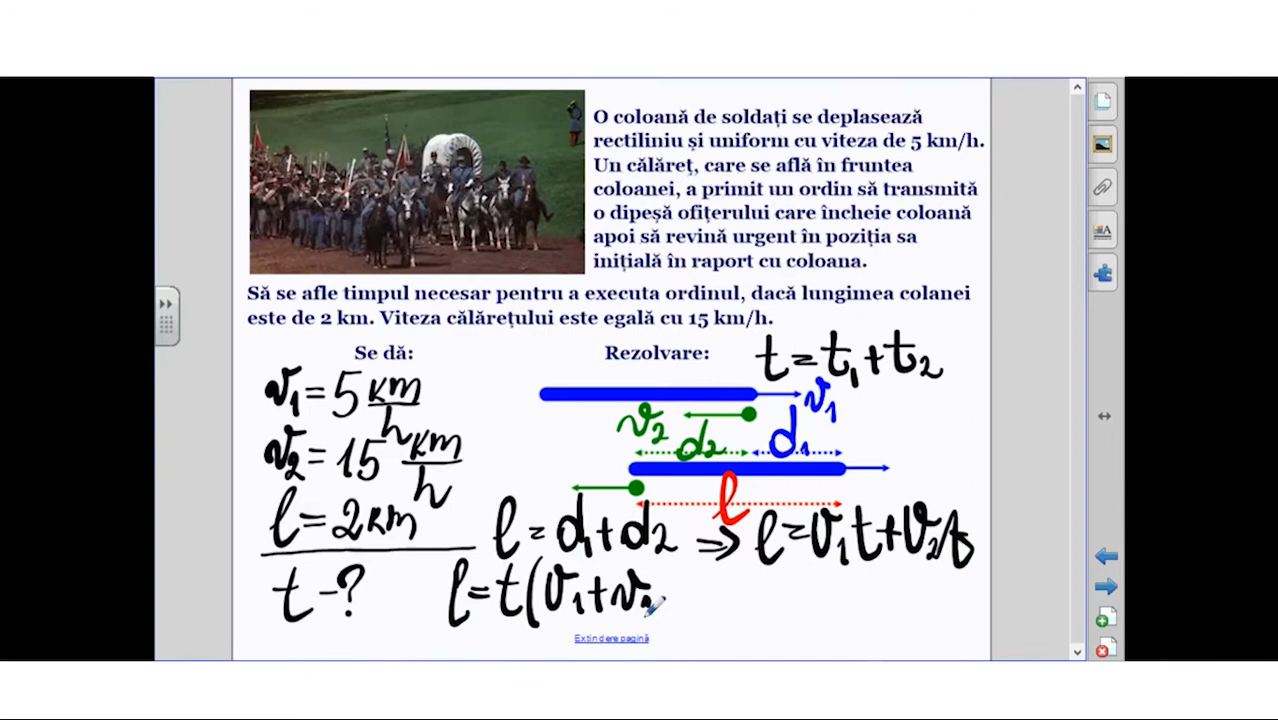 O coloană de soldați se deplasează
rectiliniu și uniform cu viteza de 5 km/h.
Un călăreț, care se află în fruntea
coloanei, a primit un ordin să transmită
o dipeșă ofițerului care încheie coloană
apoi să revină urgent în poziția sa
inițială în raport cu coloana.
Să se afle timpul necesar pentru a executa ordinul, dacă lungimea colanei
este de 2 km. Viteza călărețului este egală cu 15 km/h.
Se dă:
Rezolvare:
t = t₁ + t₂
v₁ = 5 км/h
v₂ = 15 км/h
l = 2 км
t - ?
v₁
v₂
d₂
d₁
l
l = d₁ + d₂ ⇒ l = v₁t + v₂t
l = t(v₁ + v₂
Extindere pagină